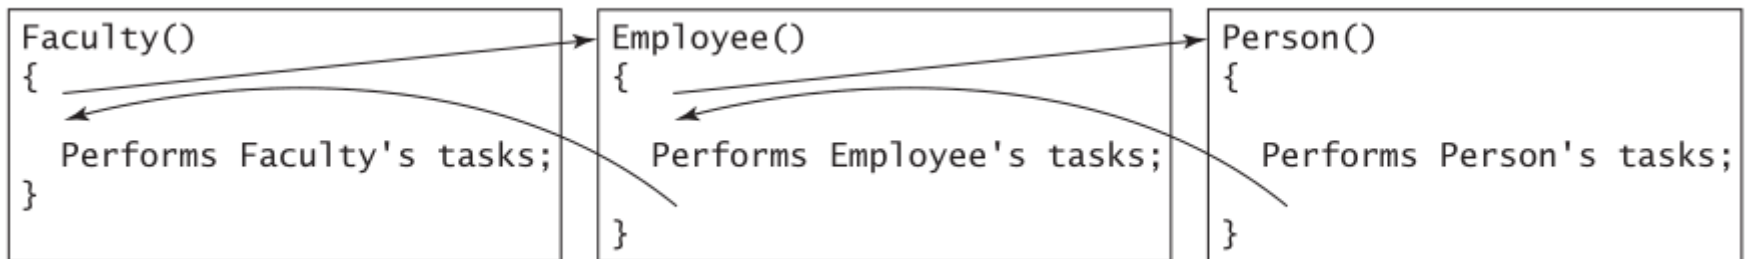 Faculty()
{
Performs Faculty's tasks;
}
Employee()
{
Performs Employee's tasks;
}
Person()
{
Performs Person's tasks;
}